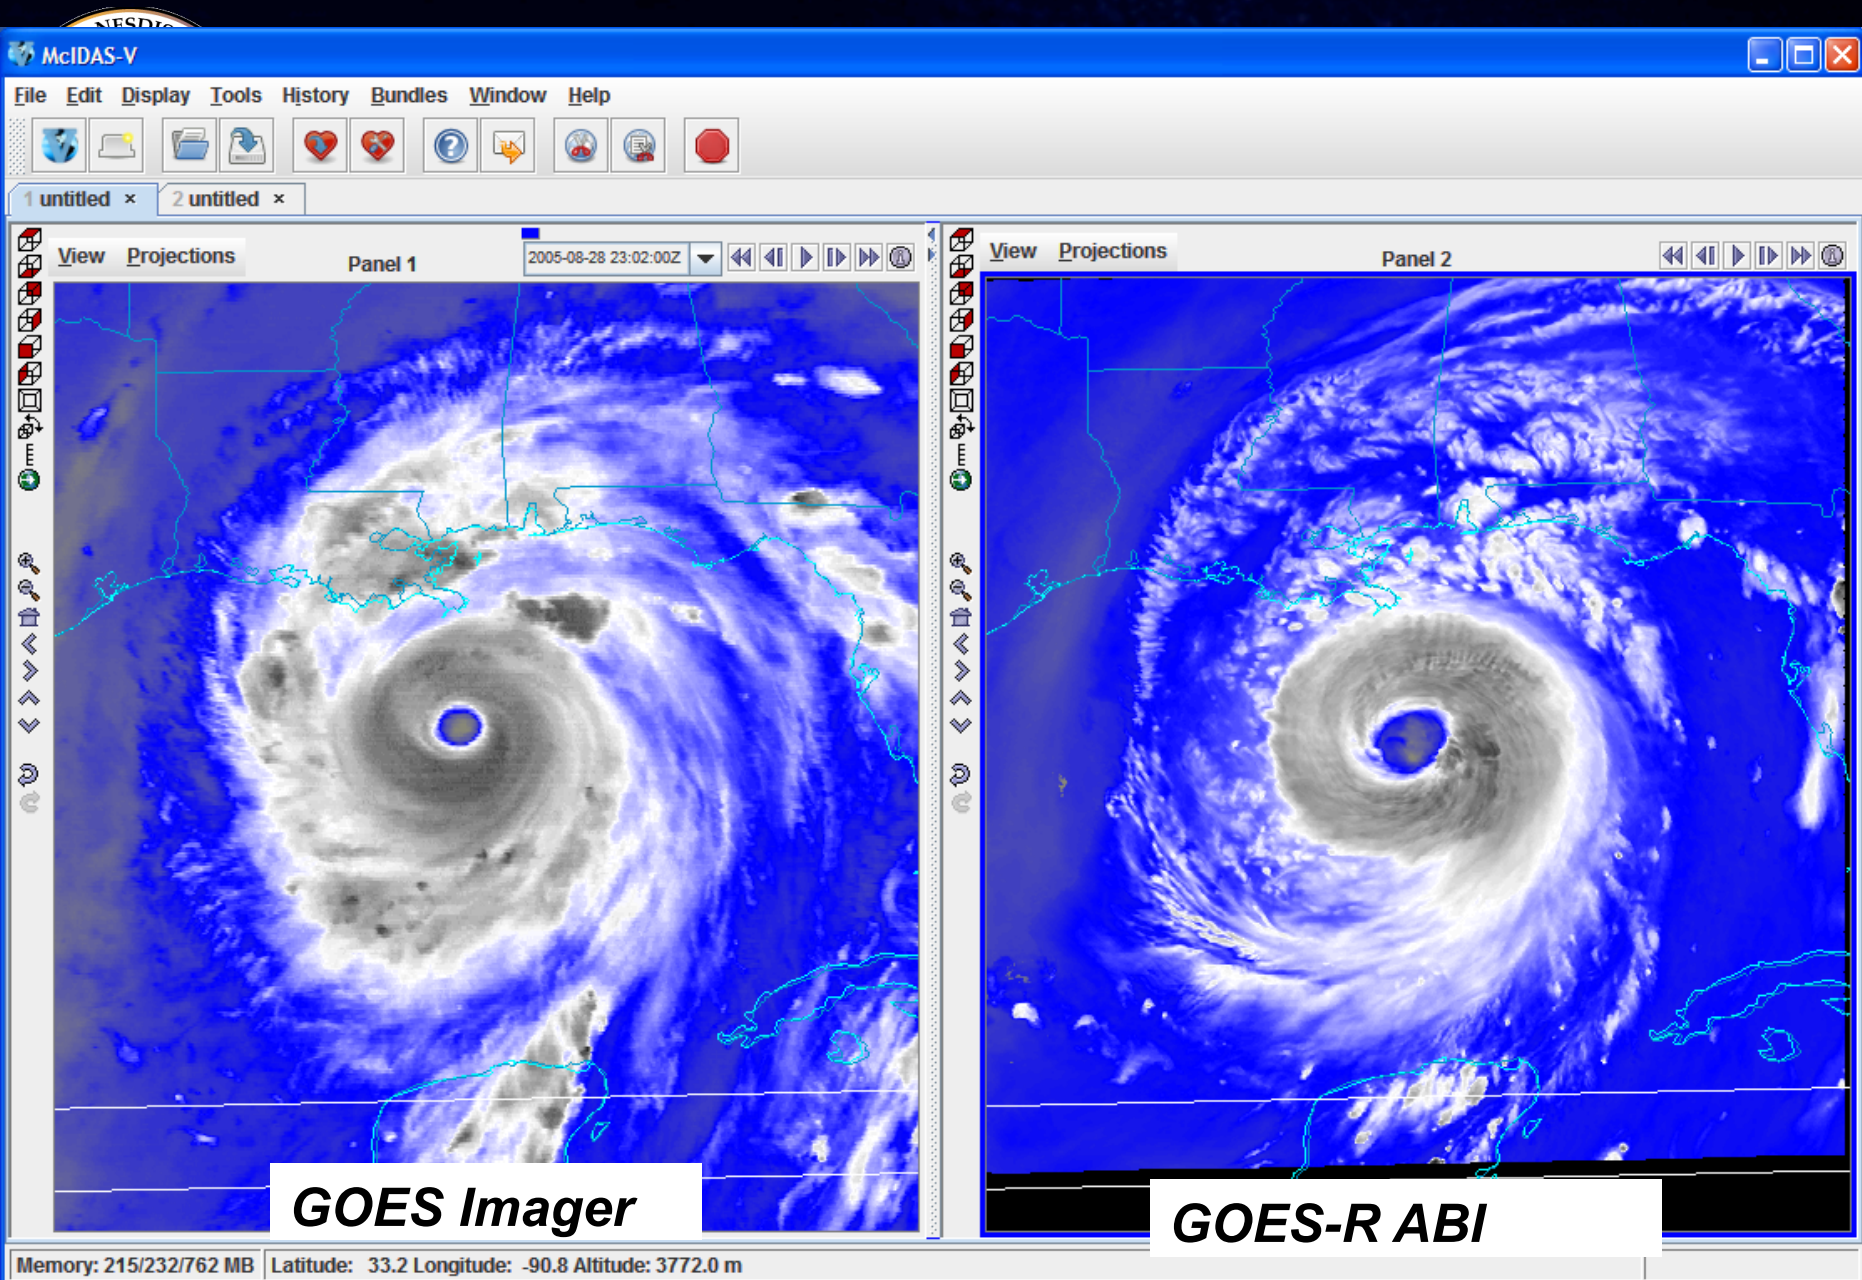 NESDIS
McIDAS-V
File Edit Display Tools History Bundles Window Help
1 untitled × 2 untitled ×
View Projections Panel 1 2005-08-28 23:02:00Z
View Projections Panel 2
GOES Imager
GOES-R ABI
Memory: 215/232/762 MB Latitude: 33.2 Longitude: -90.8 Altitude: 3772.0 m